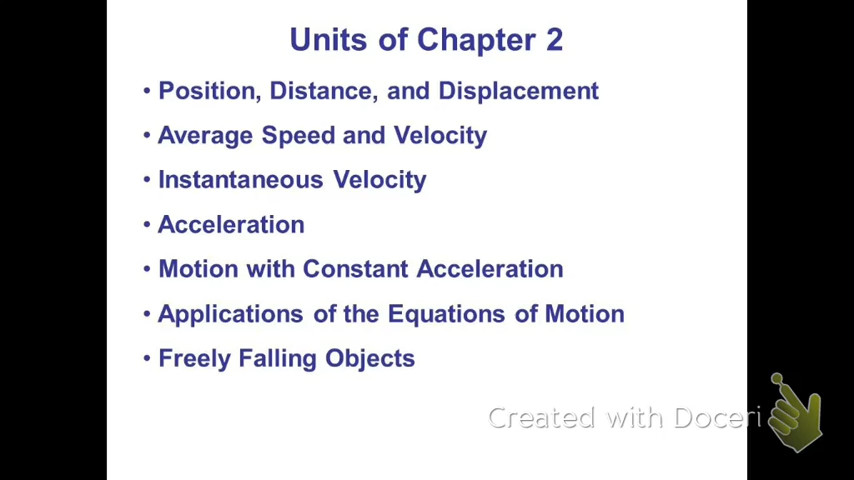 Units of Chapter 2
• Position, Distance, and Displacement
• Average Speed and Velocity
• Instantaneous Velocity
• Acceleration
• Motion with Constant Acceleration
• Applications of the Equations of Motion
• Freely Falling Objects
Created with Doceri